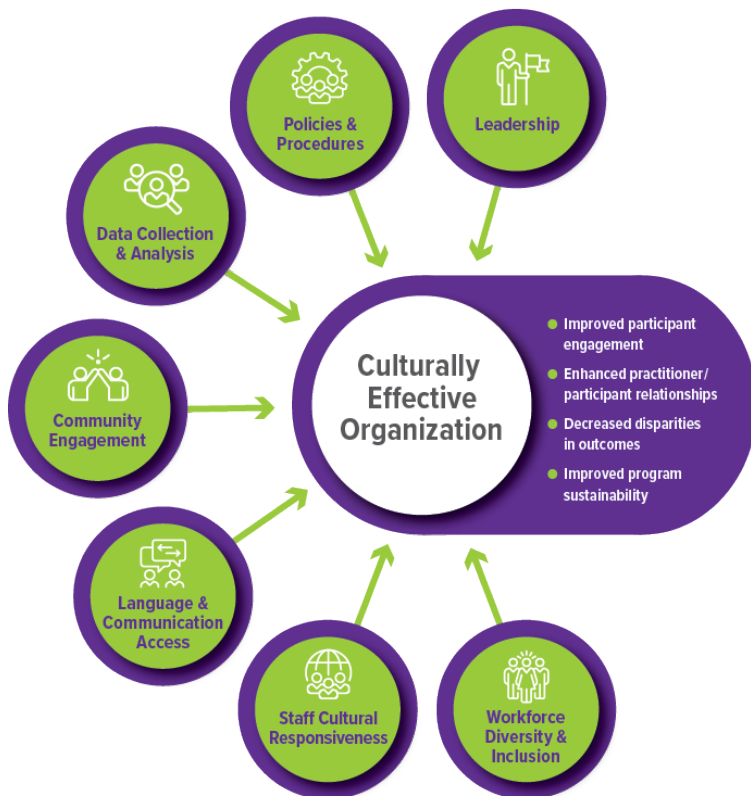 Policies &
Procedures
Leadership
Data Collection
& Analysis
Community
Engagement
Language &
Communication
Access
Staff Cultural
Responsiveness
Workforce
Diversity &
Inclusion
Culturally
Effective
Organization
Improved participant
engagement
Enhanced practitioner/
participant relationships
Decreased disparities
in outcomes
Improved program
sustainability